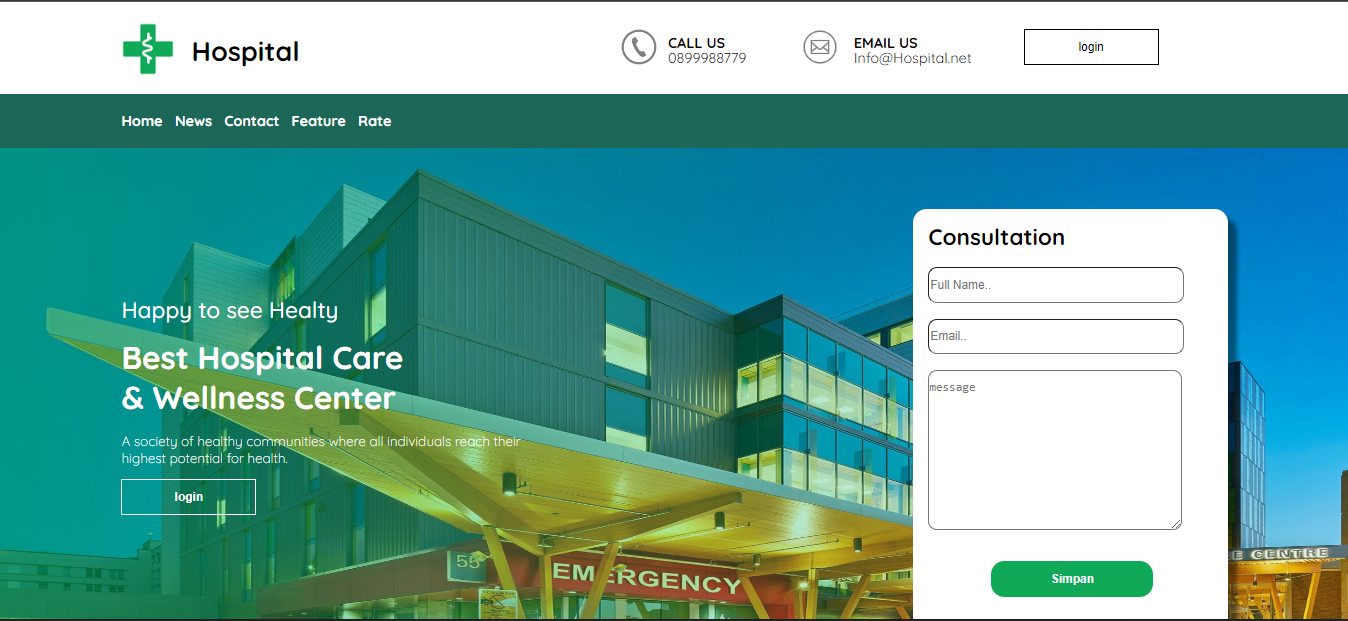 Hospital
CALL US
0899988779
EMAIL US
Info@Hospital.net
login
Home News Contact Feature Rate
Happy to see Healty
Best Hospital Care
& Wellness Center
A society of healthy communities where all individuals reach their
highest potential for health.
login
Consultation
Full Name..
Email..
message
Simpan
55
EMERGENCY
E CENTRE